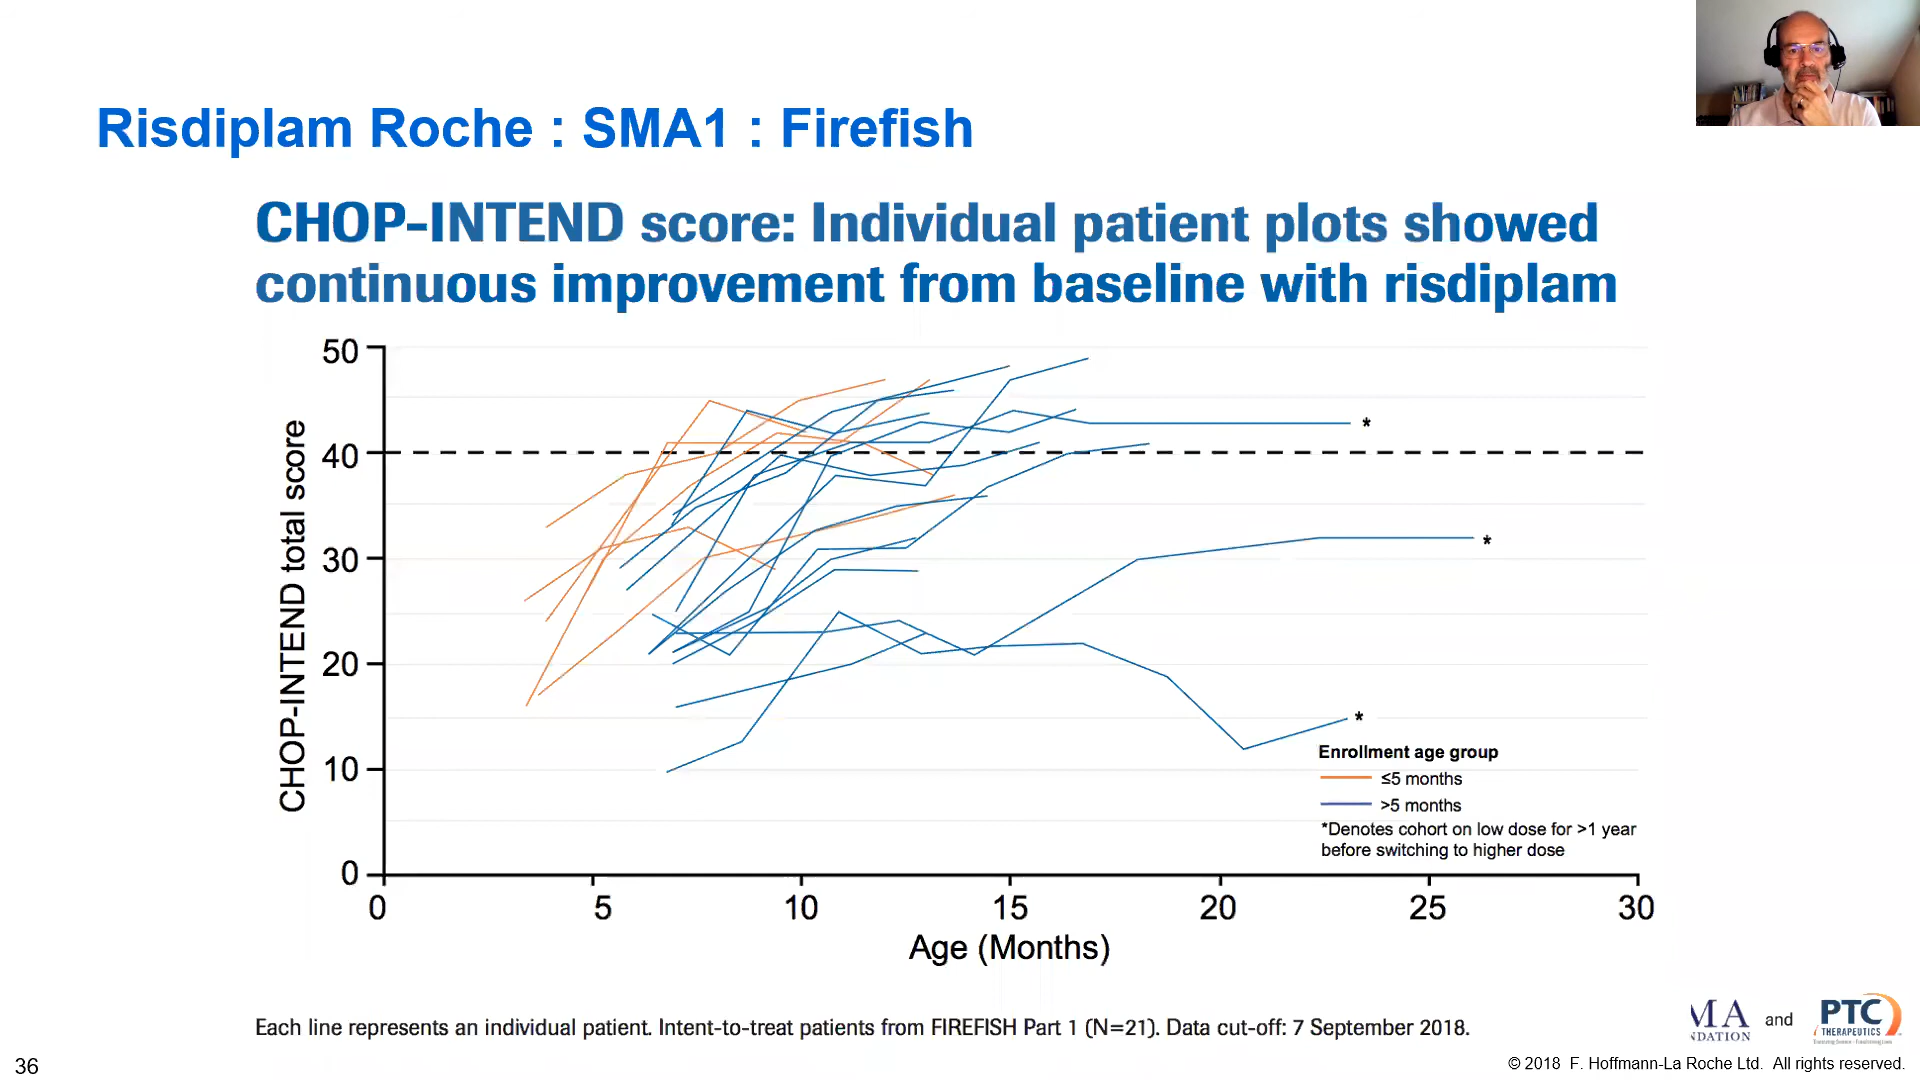 Risdiplam Roche : SMA1 : Firefish
CHOP-INTEND score: Individual patient plots showed
continuous improvement from baseline with risdiplam
CHOP-INTEND total score
50
40
30
20
10
0
*
*
*
Enrollment age group
≤5 months
>5 months
*Denotes cohort on low dose for >1 year
before switching to higher dose
0 5 10 15 20 25 30
Age (Months)
Each line represents an individual patient. Intent-to-treat patients from FIREFISH Part 1 (N=21). Data cut-off: 7 September 2018.
MA
NDATION
and
PTC
THERAPEUTICS
36
© 2018 F. Hoffmann-La Roche Ltd. All rights reserved.